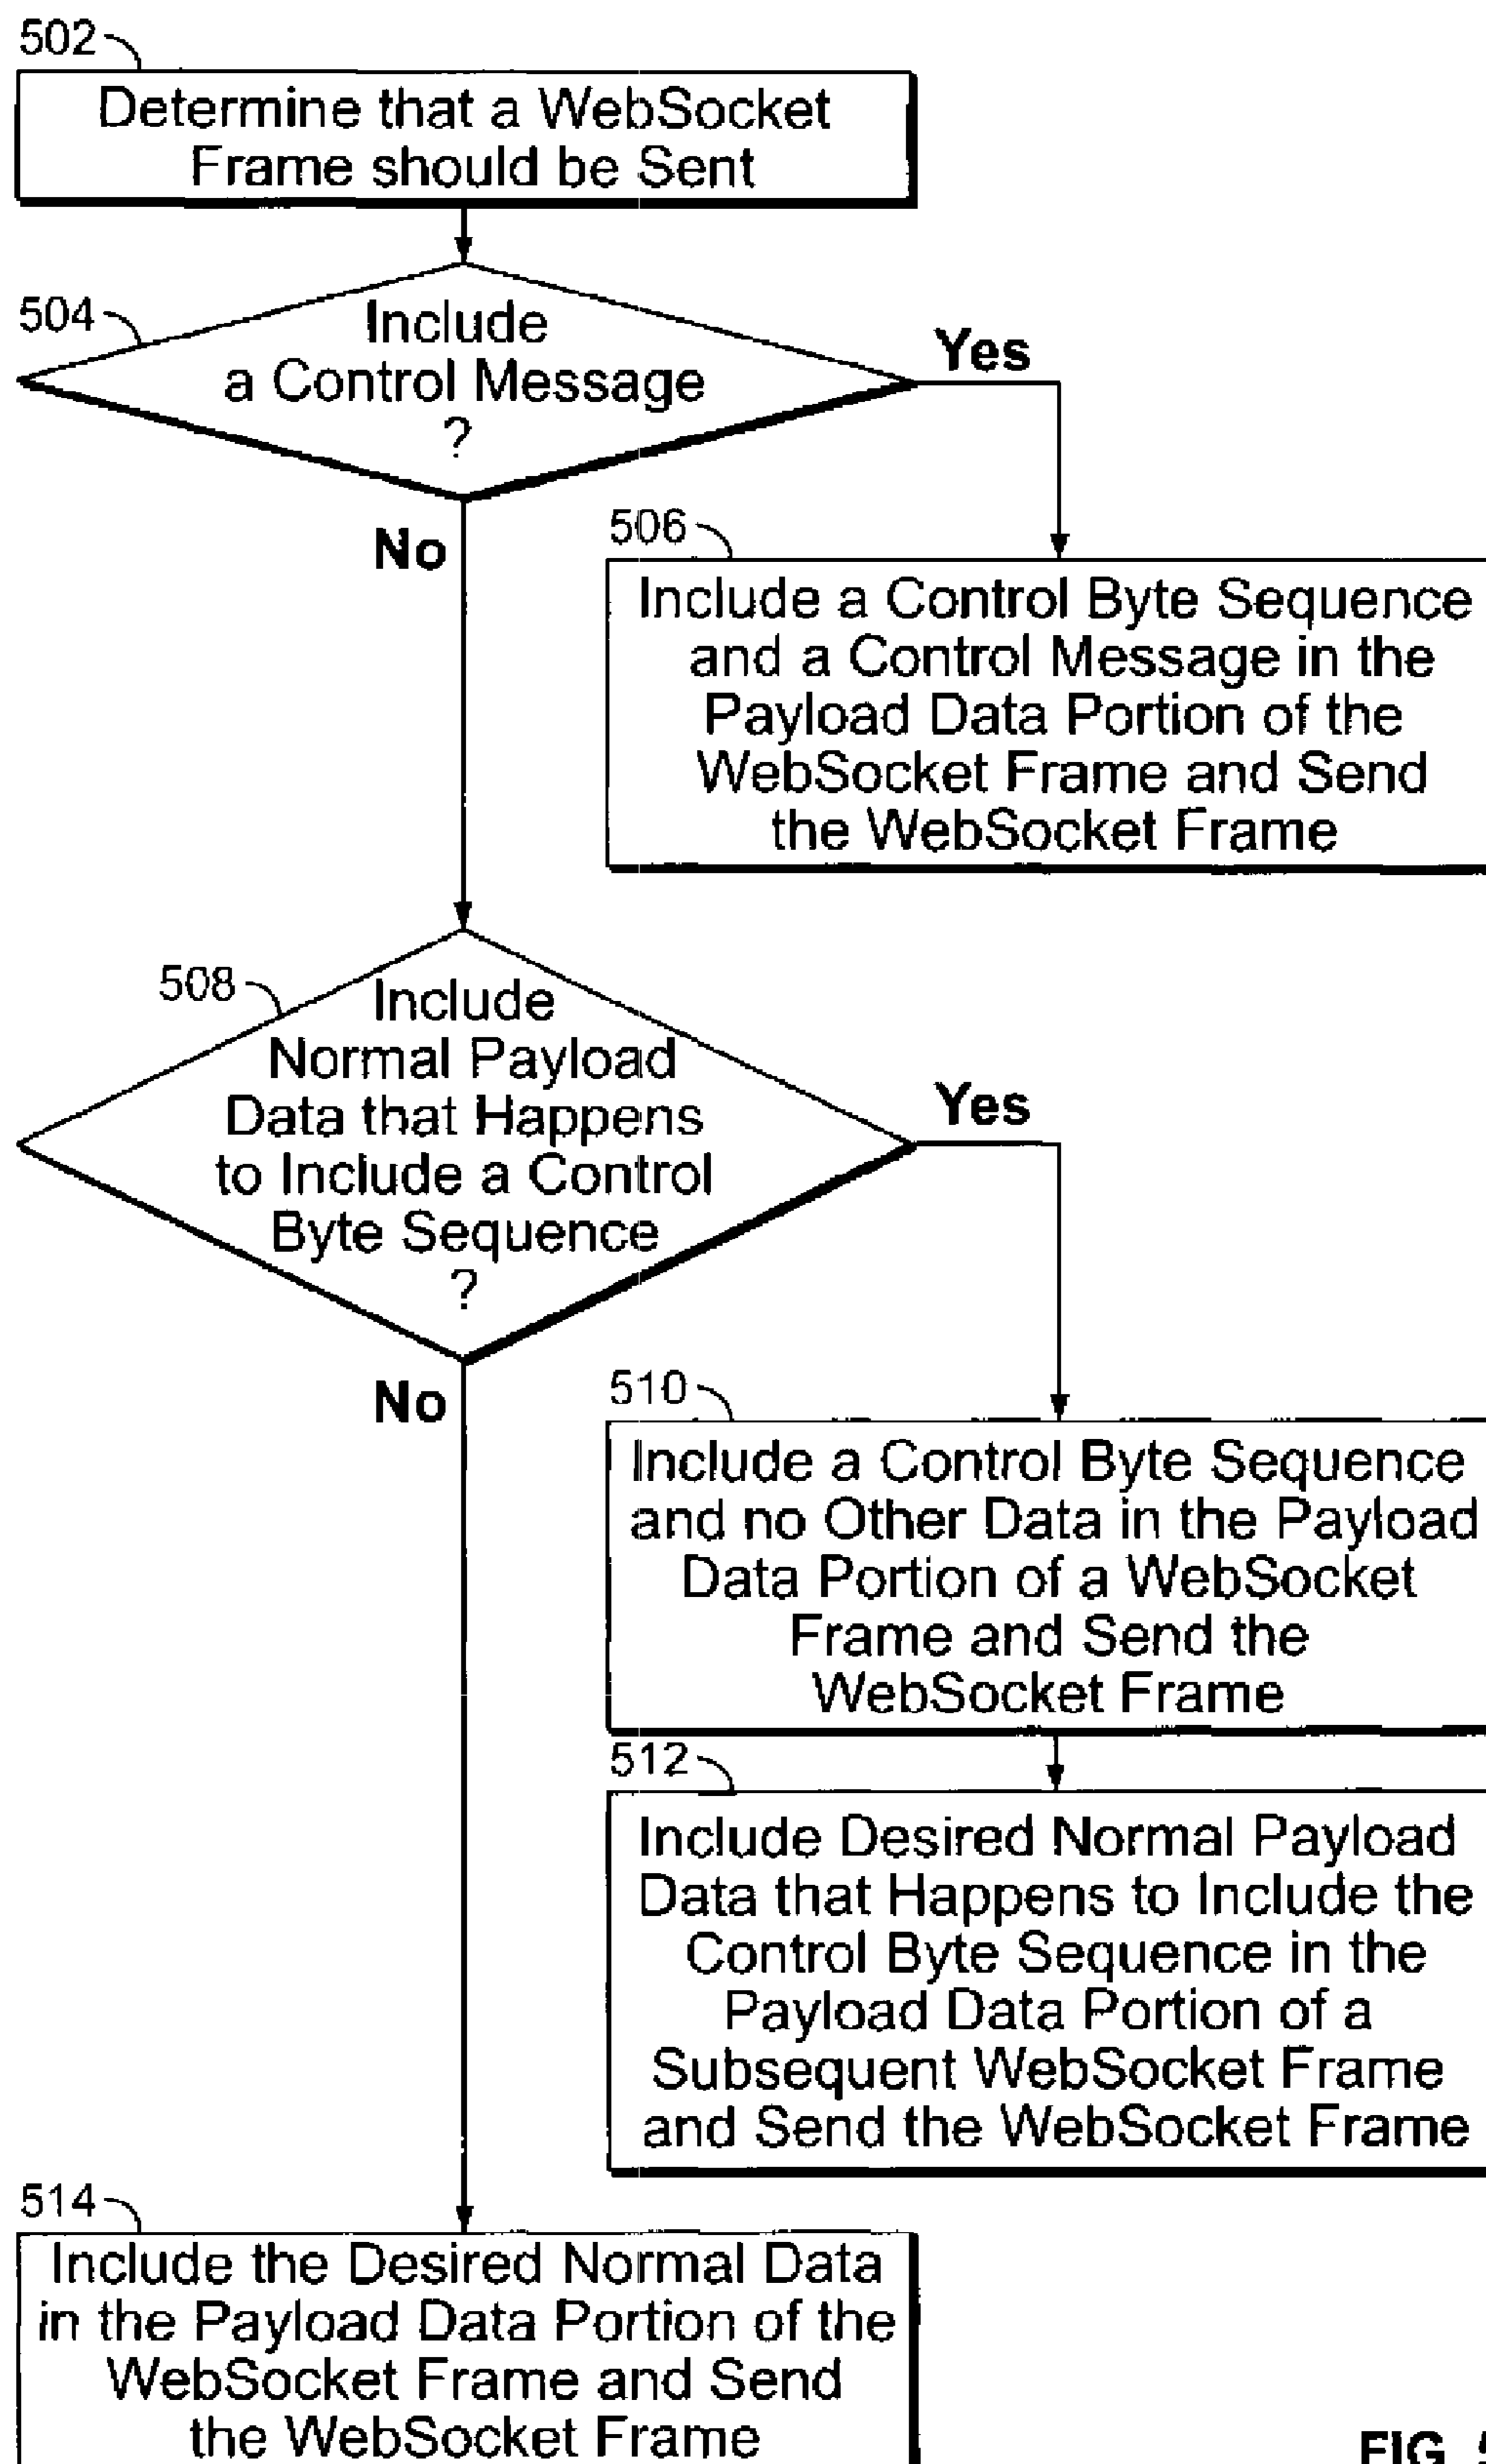 502
Determine that a WebSocket
Frame should be Sent
504
Include
a Control Message
?
Yes
No
506
Include a Control Byte Sequence
and a Control Message in the
Payload Data Portion of the
WebSocket Frame and Send
the WebSocket Frame
508
Include
Normal Payload
Data that Happens
to Include a Control
Byte Sequence
?
Yes
No
510
Include a Control Byte Sequence
and no Other Data in the Payload
Data Portion of a WebSocket
Frame and Send the
WebSocket Frame
512
Include Desired Normal Payload
Data that Happens to Include the
Control Byte Sequence in the
Payload Data Portion of a
Subsequent WebSocket Frame
and Send the WebSocket Frame
514
Include the Desired Normal Data
in the Payload Data Portion of the
WebSocket Frame and Send
the WebSocket Frame
FIG. 5